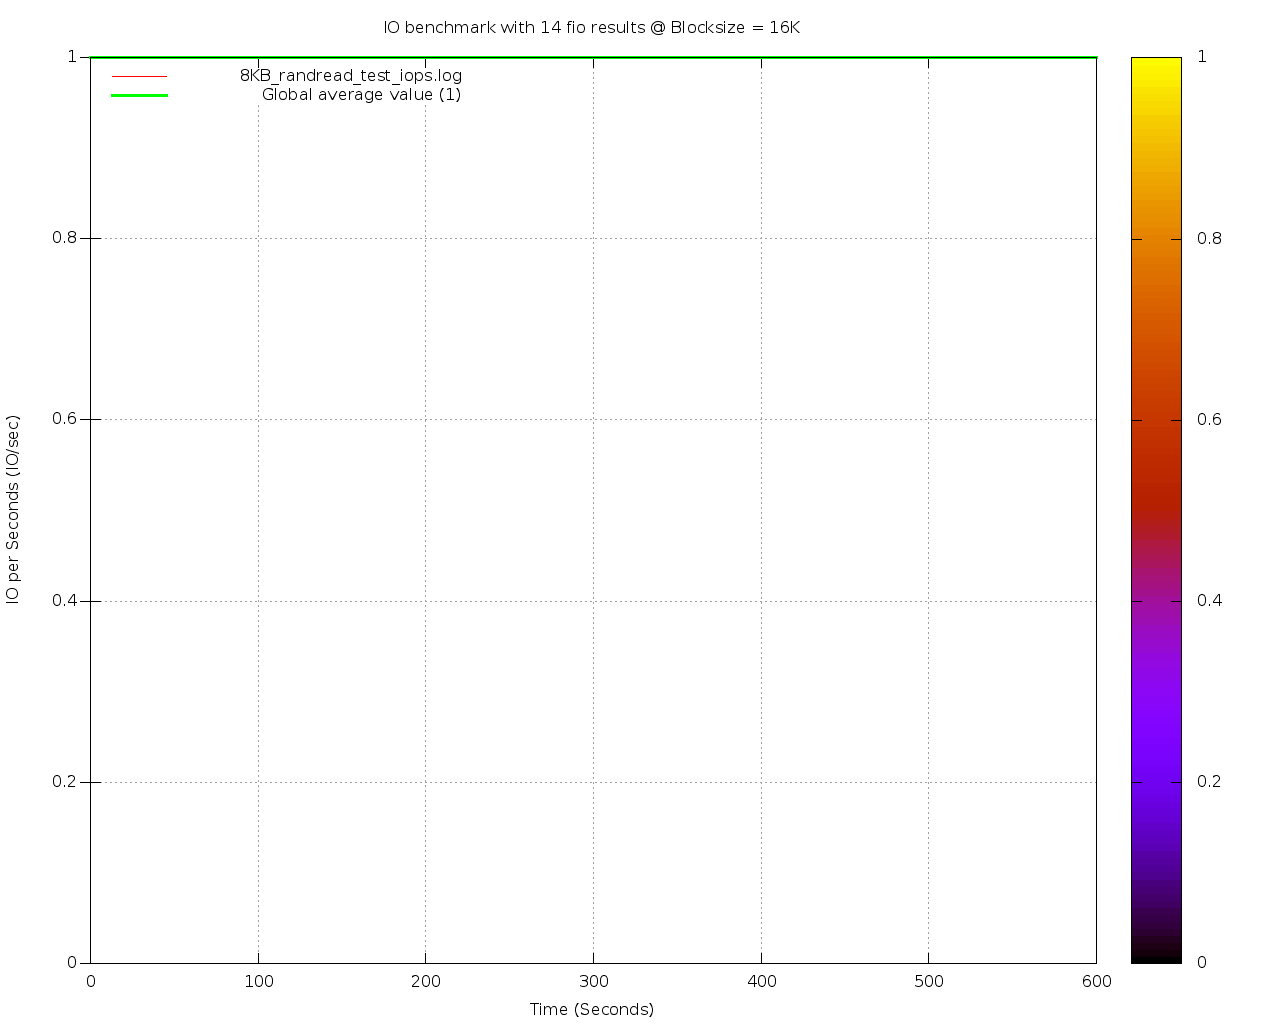 IO benchmark with 14 fio results @ Blocksize = 16K
8KB_randread_test_iops.log
Global average value (1)
1
0.8
0.6
0.4
0.2
0
IO per Seconds (IO/sec)
0 100 200 300 400 500 600
Time (Seconds)
1
0.8
0.6
0.4
0.2
0